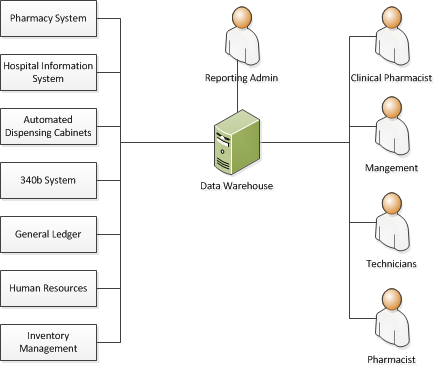 Pharmacy System
Hospital Information
System
Automated
Dispensing Cabinets
340b System
General Ledger
Human Resources
Inventory
Management
Reporting Admin
Data Warehouse
Clinical Pharmacist
Mangement
Technicians
Pharmacist